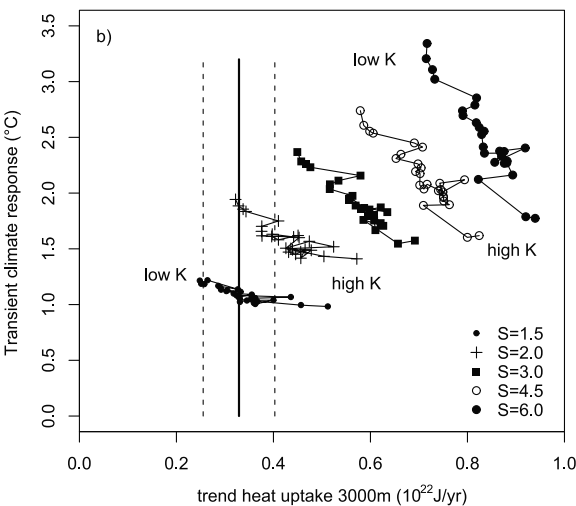 b)
low K
low K
high K
high K
S=1.5
S=2.0
S=3.0
S=4.5
S=6.0
Transient dimate response (°C)
0.0
0.5
1.0
1.5
2.0
2.5
3.0
3.5
0.0 0.2 0.4 0.6 0.8 1.0
trend heat uptake 3000m (10²²J/yr)